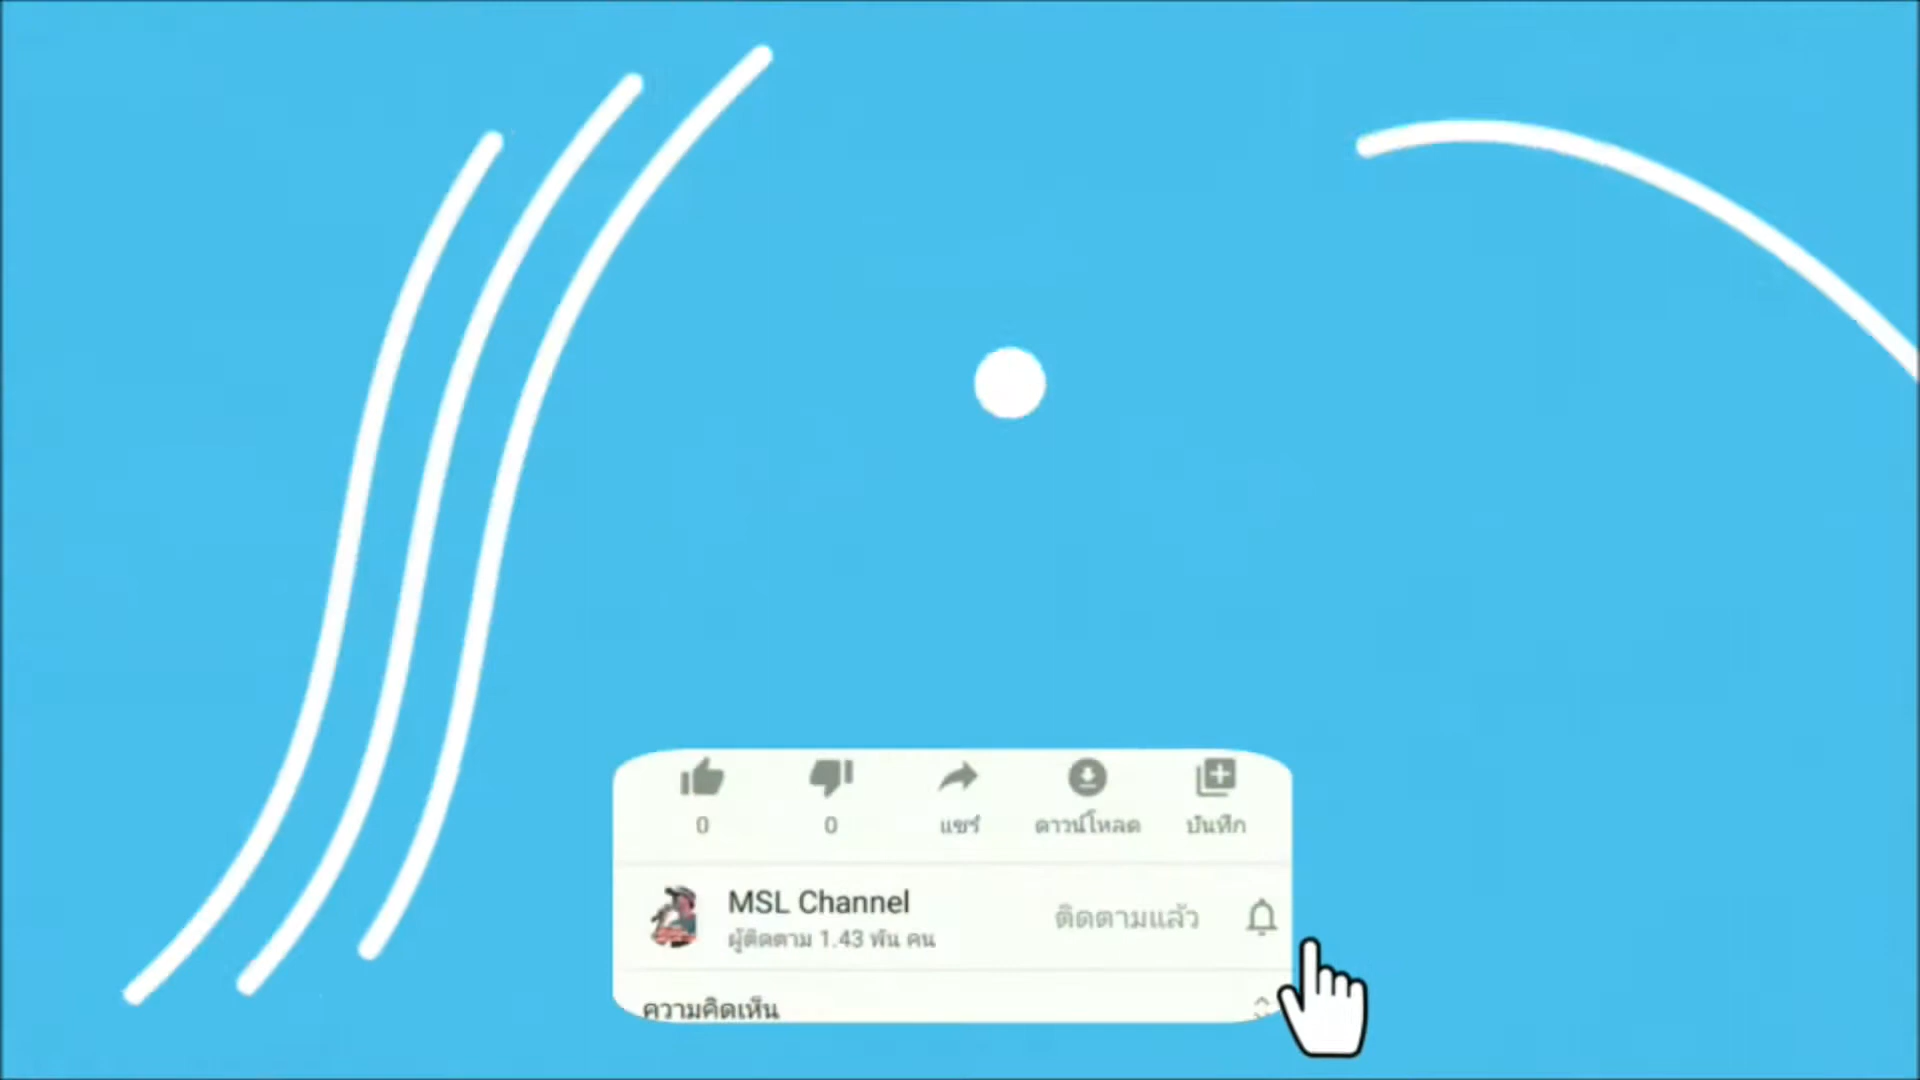 0 0 แชร์ ดาวน์โหลด บันทึก
MSL Channel
ผู้ติดตาม 1.43 พัน คน
ติดตามแล้ว
ความคิดเห็น